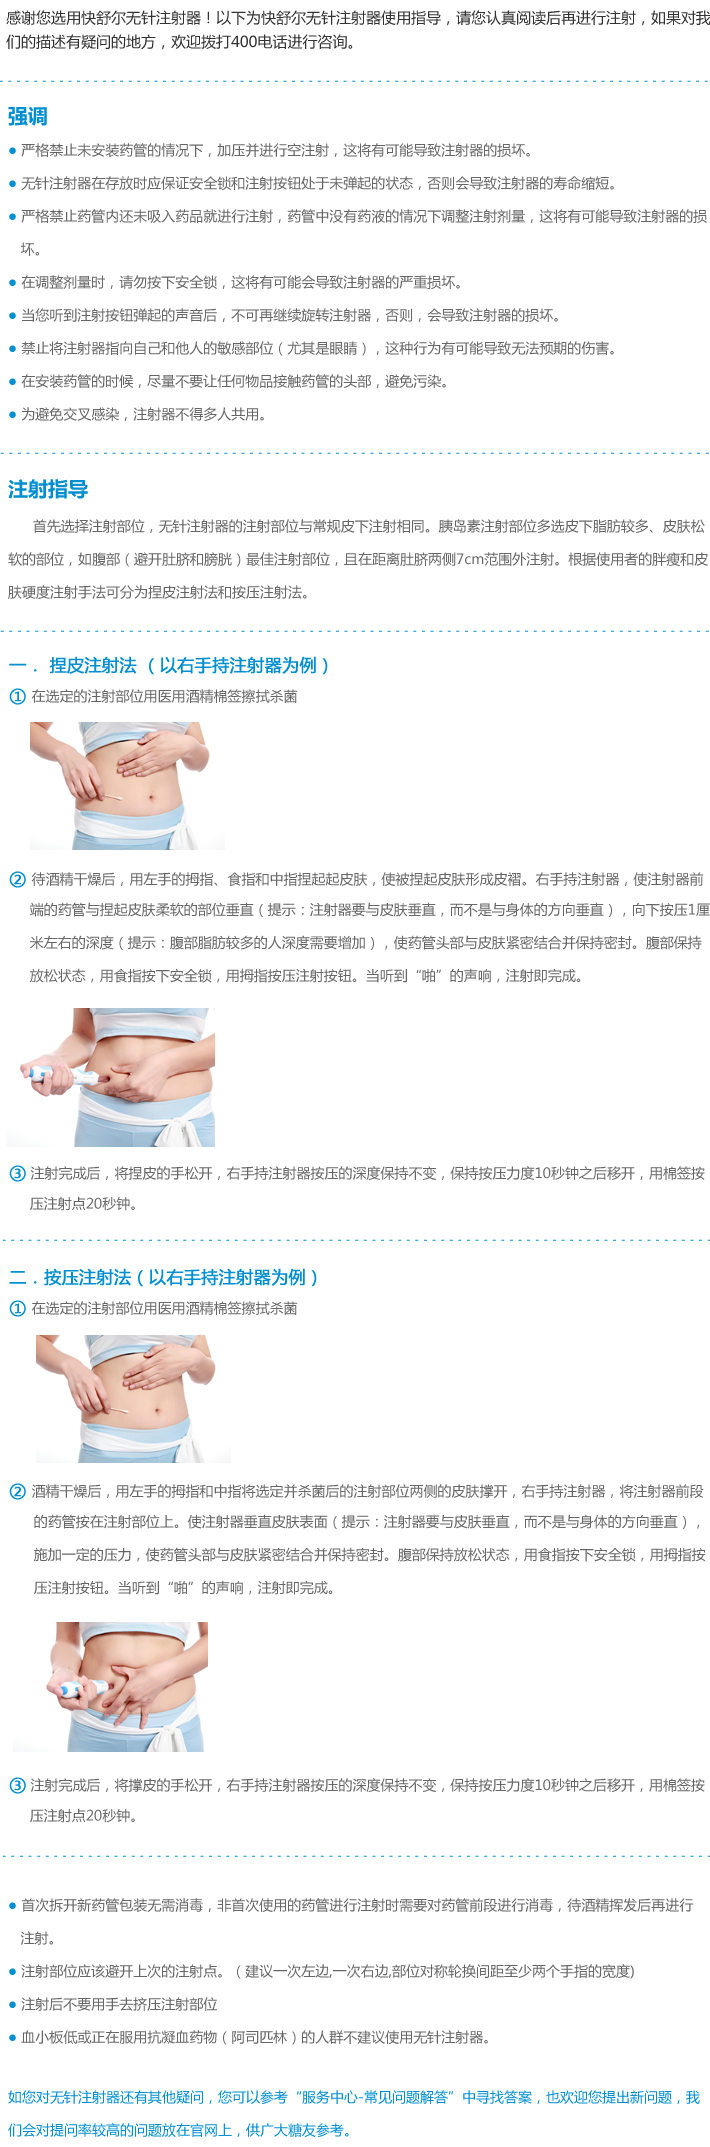 感谢您选用快舒尔无针注射器！以下为快舒尔无针注射器使用指导，请您认真阅读后再进行注射，如果对我
们的描述有疑问的地方，欢迎拨打400电话进行咨询。
强调
● 严格禁止未安装药管的情况下，加压并进行空注射，这将有可能导致注射器的损坏。
● 无针注射器在存放时应保证安全锁和注射按钮处于未弹起的状态，否则会导致注射器的寿命缩短。
● 严格禁止药管内还未吸入药品就进行注射，药管中没有药液的情况下调整注射剂量，这将有可能导致注射器的损
坏。
● 在调整剂量时，请勿按下安全锁，这将有可能会导致注射器的严重损坏。
● 当您听到注射按钮弹起的声音后，不可再继续旋转注射器，否则，会导致注射器的损坏。
● 禁止将注射器指向自己和他人的敏感部位（尤其是眼睛），这种行为有可能导致无法预期的伤害。
● 在安装药管的时候，尽量不要让任何物品接触药管的头部，避免污染。
● 为避免交叉感染，注射器不得多人共用。
注射指导
首先选择注射部位，无针注射器的注射部位与常规皮下注射相同。胰岛素注射部位多选皮下脂肪较多、皮肤松
软的部位，如腹部（避开肚脐和膀胱）最佳注射部位，且在距离肚脐两侧7cm范围外注射。根据使用者的胖瘦和皮
肤硬度注射手法可分为捏皮注射法和按压注射法。
一． 捏皮注射法 （以右手持注射器为例）
① 在选定的注射部位用医用酒精棉签擦拭杀菌
② 待酒精干燥后，用左手的拇指、食指和中指捏起起皮肤，使被捏起皮肤形成皮褶。右手持注射器，使注射器前
端的药管与捏起皮肤柔软的部位垂直（提示：注射器要与皮肤垂直，而不是与身体的方向垂直），向下按压1厘
米左右的深度（提示：腹部脂肪较多的人深度需要增加），使药管头部与皮肤紧密结合并保持密封。腹部保持
放松状态，用食指按下安全锁，用拇指按压注射按钮。当听到“啪”的声响，注射即完成。
③ 注射完成后，将捏皮的手松开，右手持注射器按压的深度保持不变，保持按压力度10秒钟之后移开，用棉签按
压注射点20秒钟。
二．按压注射法（以右手持注射器为例）
① 在选定的注射部位用医用酒精棉签擦拭杀菌
② 酒精干燥后，用左手的拇指和中指将选定并杀菌后的注射部位两侧的皮肤撑开，右手持注射器，将注射器前段
的药管按在注射部位上。使注射器垂直皮肤表面（提示：注射器要与皮肤垂直，而不是与身体的方向垂直），
施加一定的压力，使药管头部与皮肤紧密结合并保持密封。腹部保持放松状态，用食指按下安全锁，用拇指按
压注射按钮。当听到“啪”的声响，注射即完成。
③ 注射完成后，将撑皮的手松开，右手持注射器按压的深度保持不变，保持按压力度10秒钟之后移开，用棉签按
压注射点20秒钟。
● 首次拆开新药管包装无需消毒，非首次使用的药管进行注射时需要对药管前段进行消毒，待酒精挥发后再进行
注射。
● 注射部位应该避开上次的注射点。（建议一次左边,一次右边,部位对称轮换间距至少两个手指的宽度)
● 注射后不要用手去挤压注射部位
● 血小板低或正在服用抗凝血药物（阿司匹林）的人群不建议使用无针注射器。
如您对无针注射器还有其他疑问，您可以参考“服务中心-常见问题解答”中寻找答案，也欢迎您提出新问题，我
们会对提问率较高的问题放在官网上，供广大糖友参考。